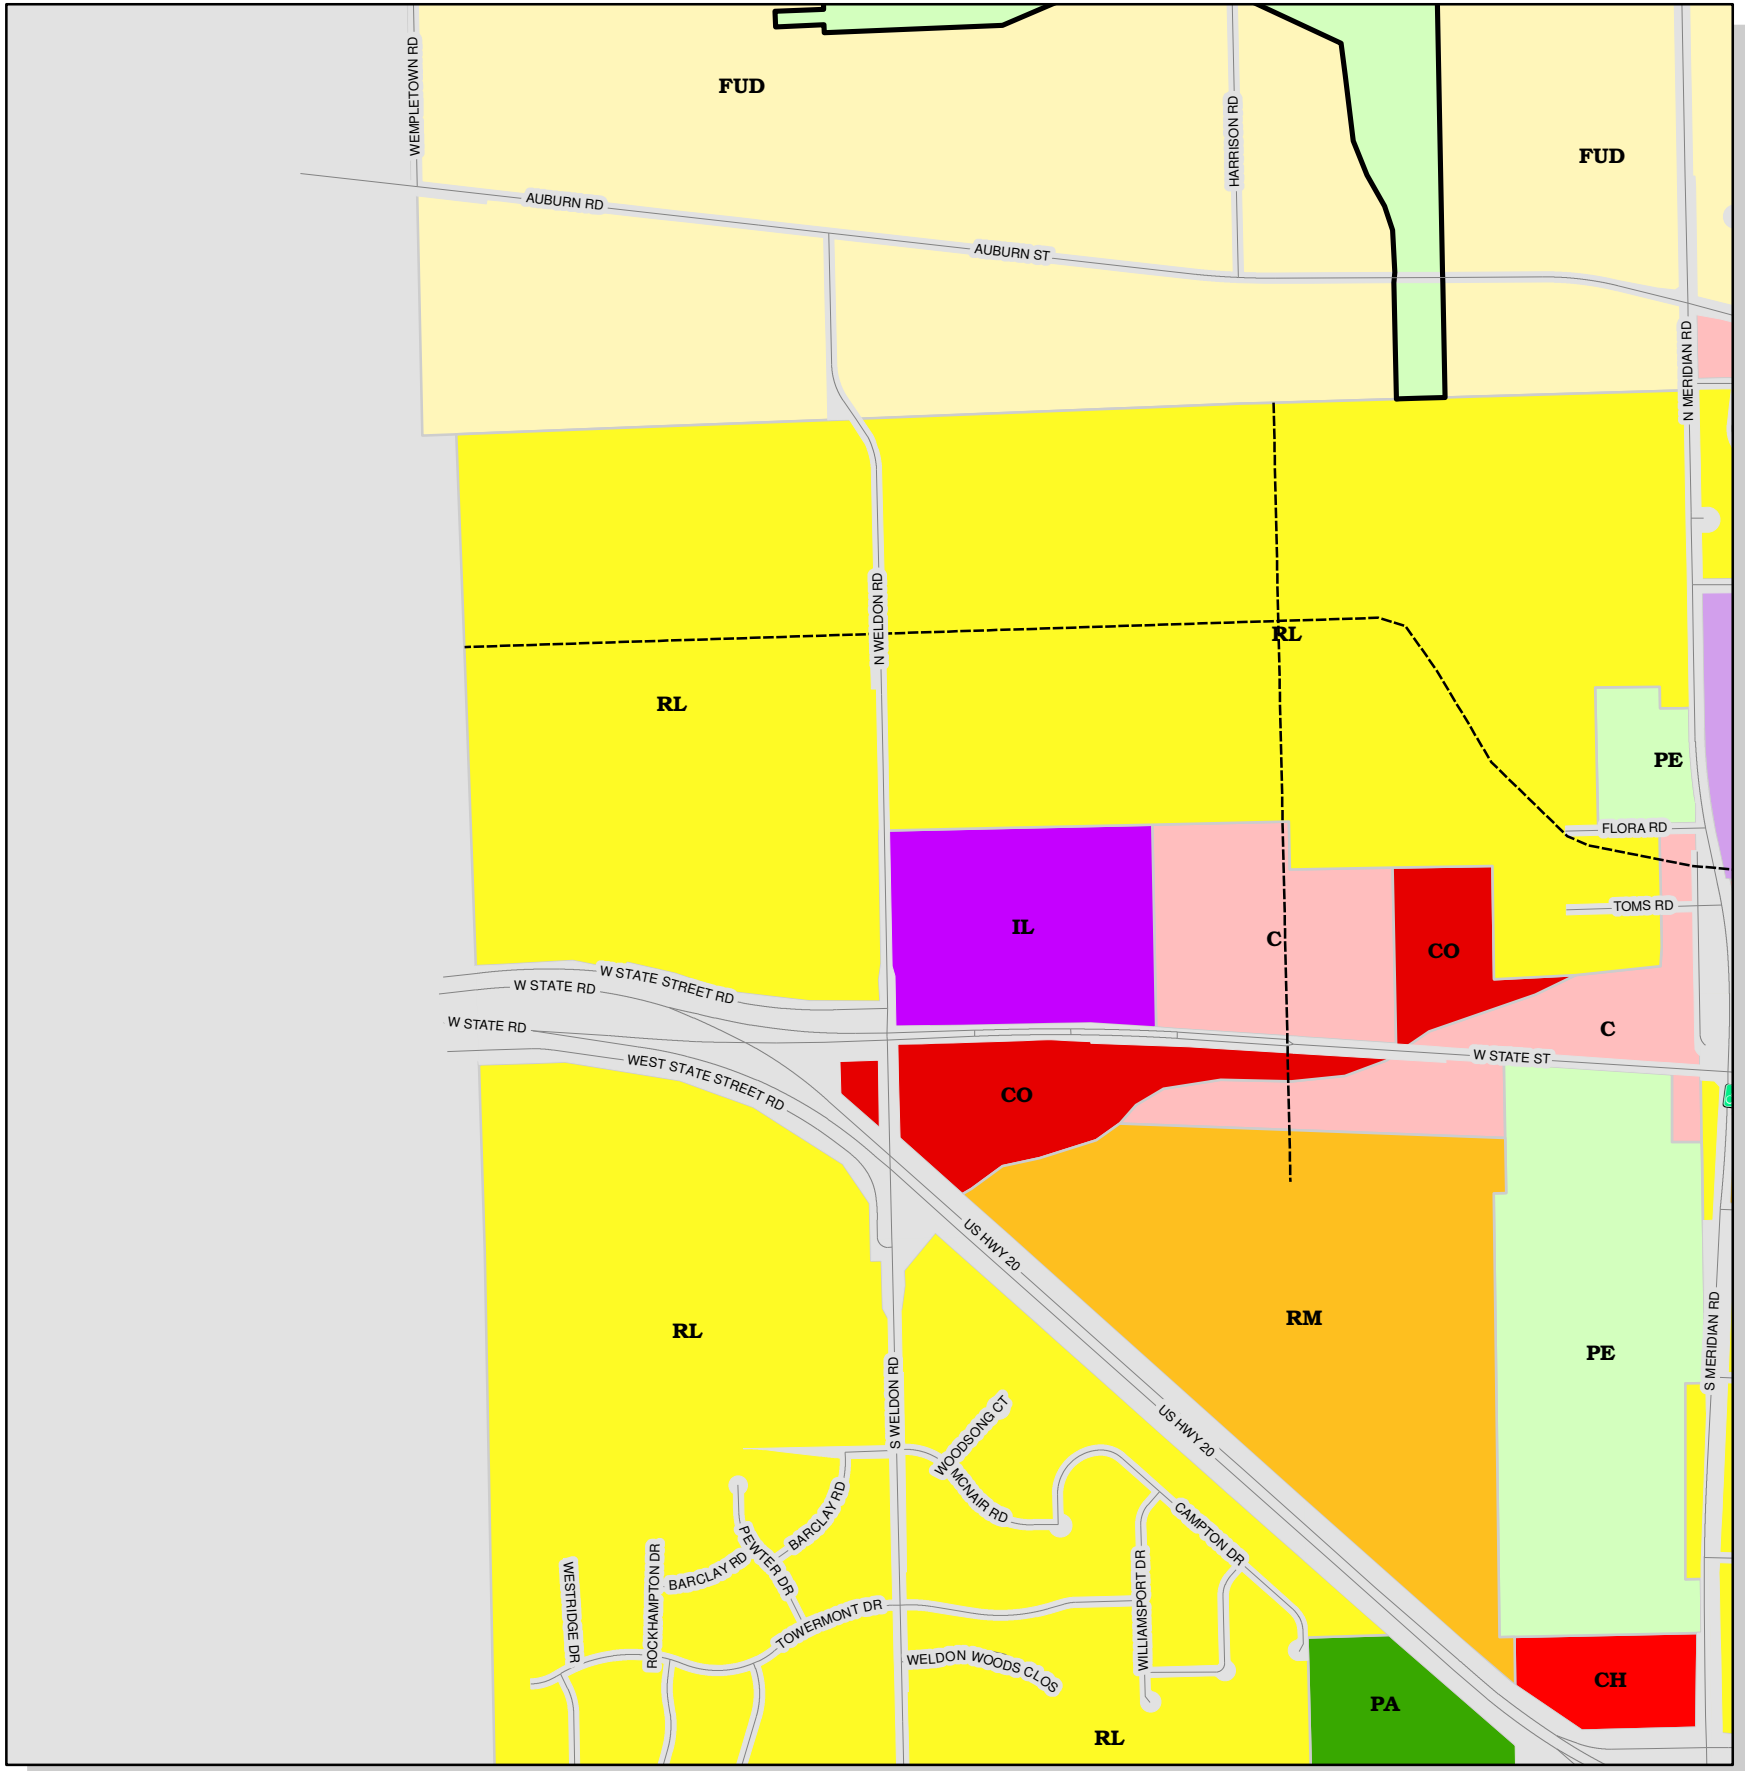 WEMPLETOWN RD
FUD
HARRISON RD
FUD
AUBURN RD
AUBURN ST
N MERIDIAN RD
N WELDON RD
RL
RL
PE
FLORA RD
TOMS RD
IL
C
CO
W STATE STREET RD
W STATE RD
W STATE RD
C
W STATE ST
WEST STATE STREET RD
CO
US HWY 20
RM
RL
PE
S MERIDIAN RD
S WELDON RD
WOODSONG CT
US HWY 20
MCNAIR RD
BARCLAY RD
CAMPTON DR
PEWTER DR
BARCLAY RD
WESTRIDGE DR
ROCKHAMPTON DR
WILLIAMSPORT DR
TOWERMONT DR
WELDON WOODS CLOS
CH
PA
RL